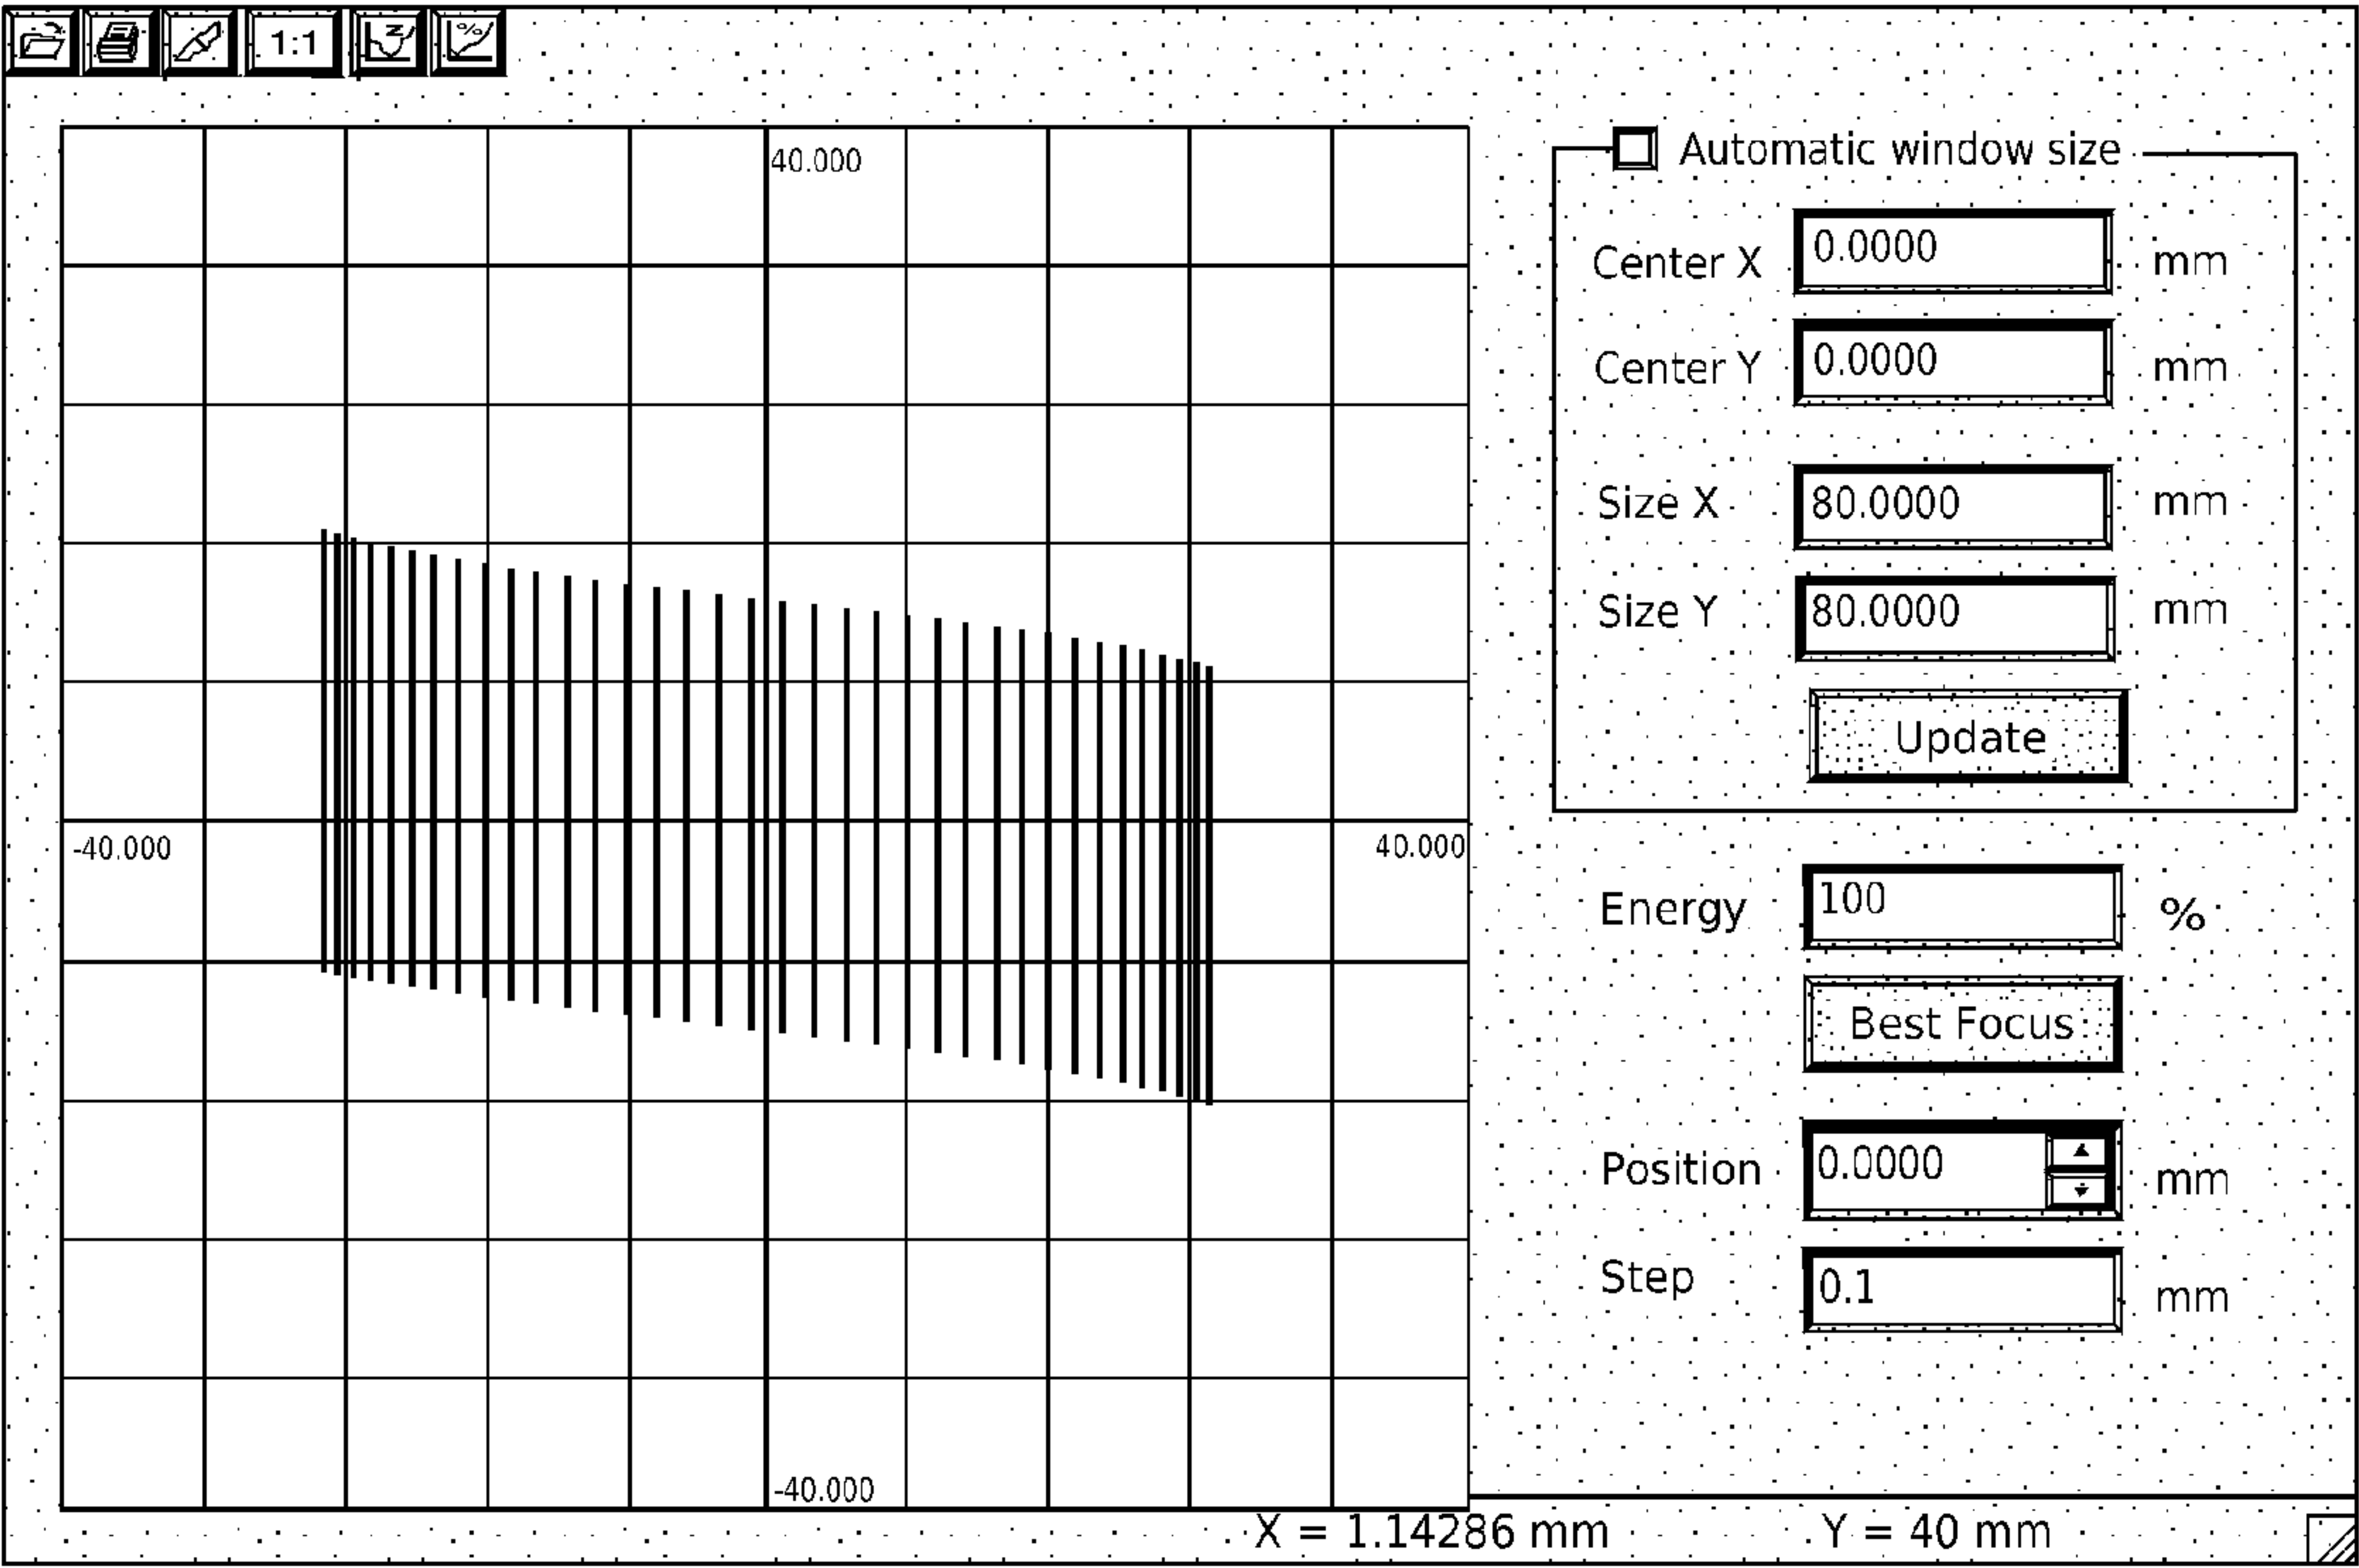 1:1 N %
Automatic window size
40.000
Center X 0.0000 mm
Center Y 0.0000 mm
Size X 80.0000 mm
Size Y 80.0000 mm
Update
-40.000 40.000
Energy 100 %
Best Focus
Position 0.0000 mm
Step 0.1 mm
-40.000
X = 1.14286 mm Y = 40 mm